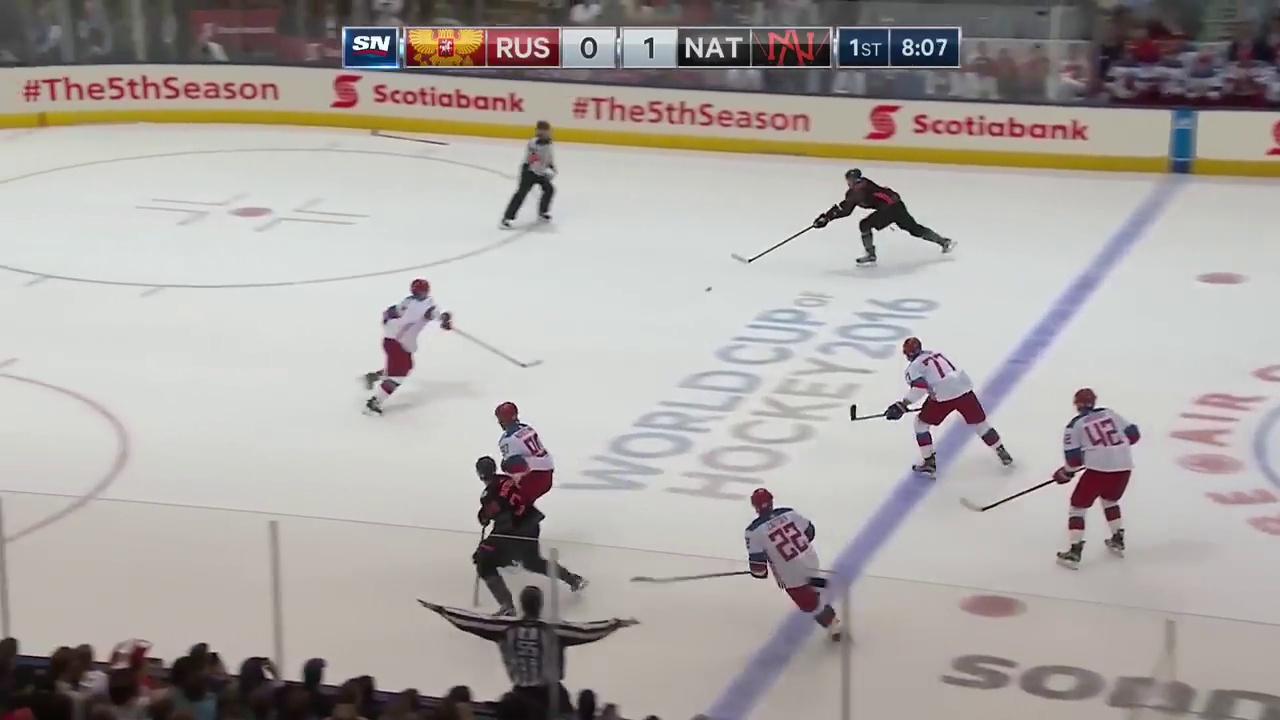 SN RUS 0 1 NAT 1ST 8:07
#The5thSeason Scotiabank #The5thSeason Scotiabank
WORLD CUP OF
HOCKEY 2016
77
42
22
AIR